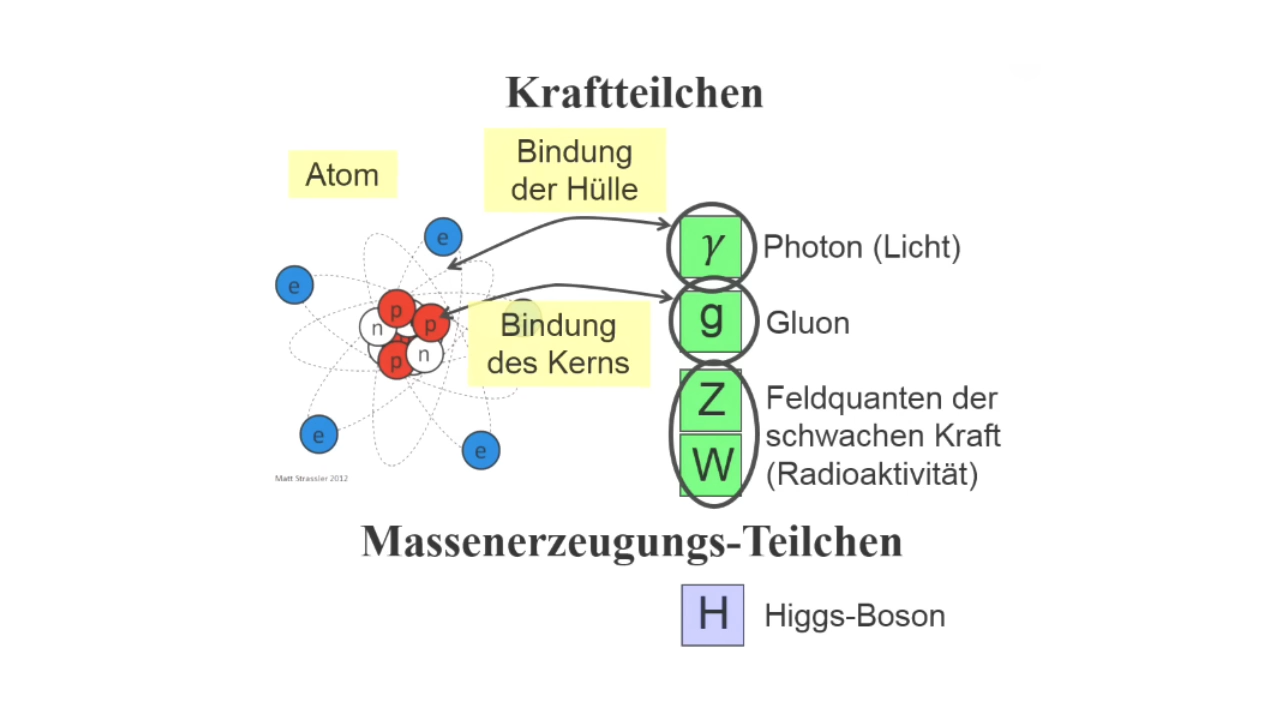 Kraftteilchen
Atom
Bindung
der Hülle
γ
Photon (Licht)
e
e
p
p
n
n
p
Bindung
des Kerns
g
Gluon
Z
W
Feldquanten der
schwachen Kraft
(Radioaktivität)
e
e
Matt Strassler 2012
Massenerzeugungs-Teilchen
H
Higgs-Boson